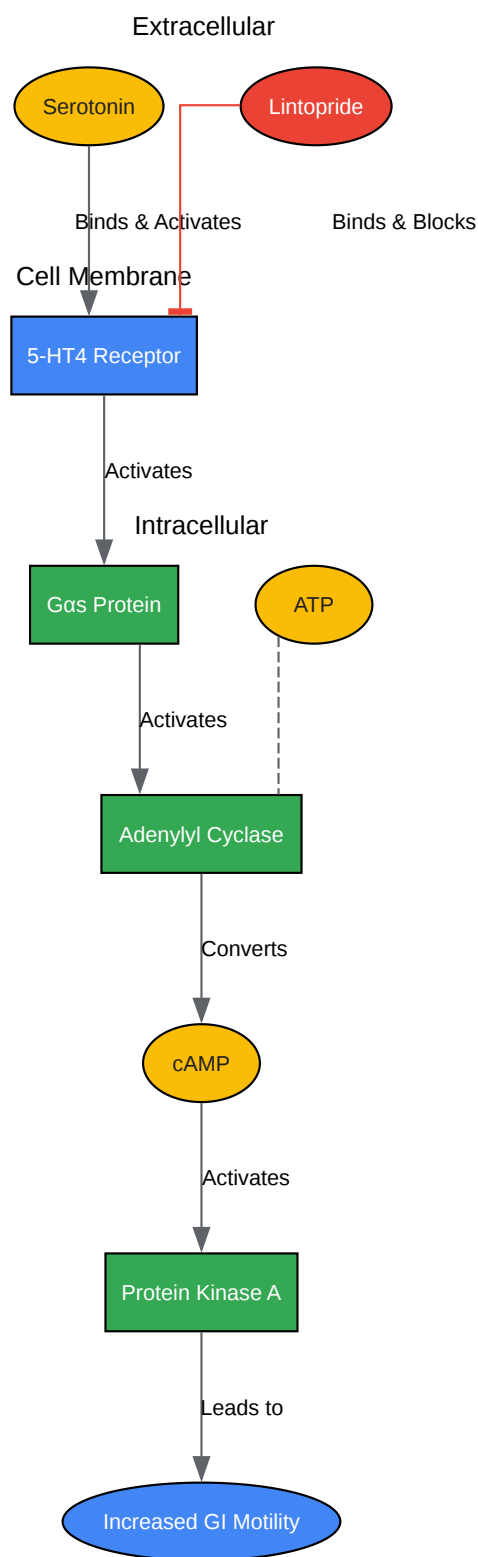 Extracellular
Serotonin
Lintopride
Binds & Activates
Binds & Blocks
Cell Membrane
5-HT4 Receptor
Activates
Intracellular
Gαs Protein
ATP
Activates
Adenylyl Cyclase
Converts
cAMP
Activates
Protein Kinase A
Leads to
Increased GI Motility